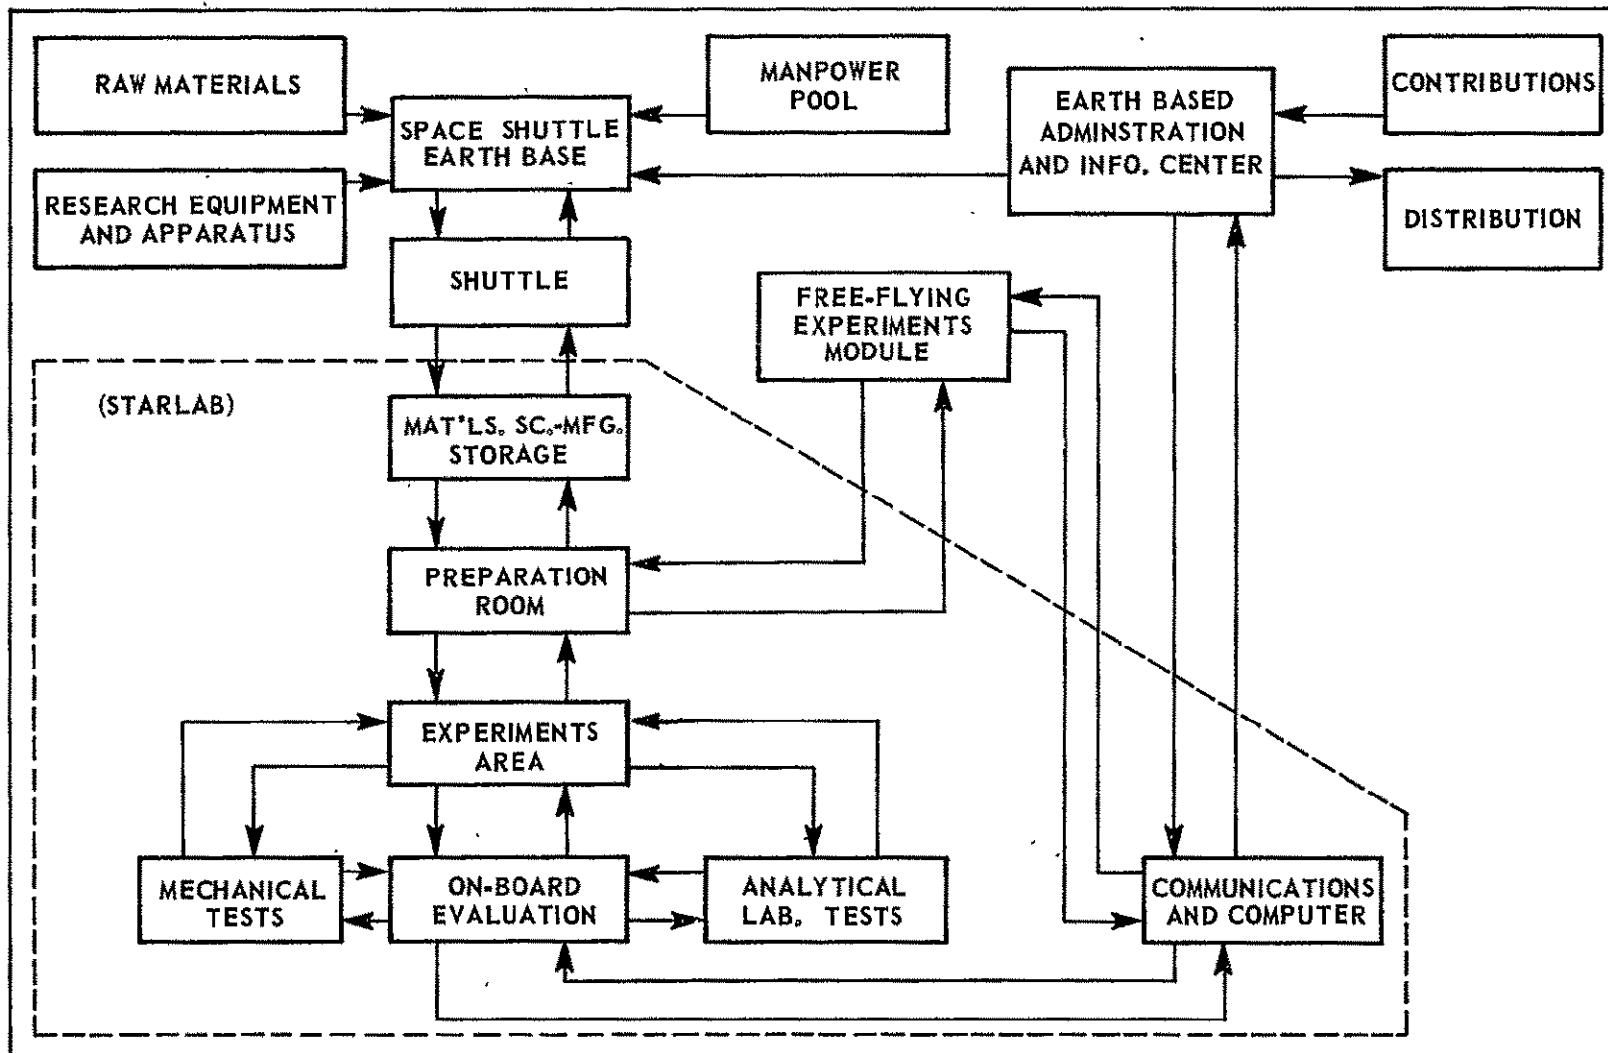 RAW MATERIALS
MANPOWER
POOL
CONTRIBUTIONS
EARTH BASED
ADMINSTRATION
AND INFO. CENTER
SPACE SHUTTLE
EARTH BASE
RESEARCH EQUIPMENT
AND APPARATUS
DISTRIBUTION
SHUTTLE
FREE-FLYING
EXPERIMENTS
MODULE
(STARLAB)
MAT'LS. SC.-MFG.
STORAGE
PREPARATION
ROOM
EXPERIMENTS
AREA
MECHANICAL
TESTS
ON-BOARD
EVALUATION
ANALYTICAL
LAB. TESTS
COMMUNICATIONS
AND COMPUTER